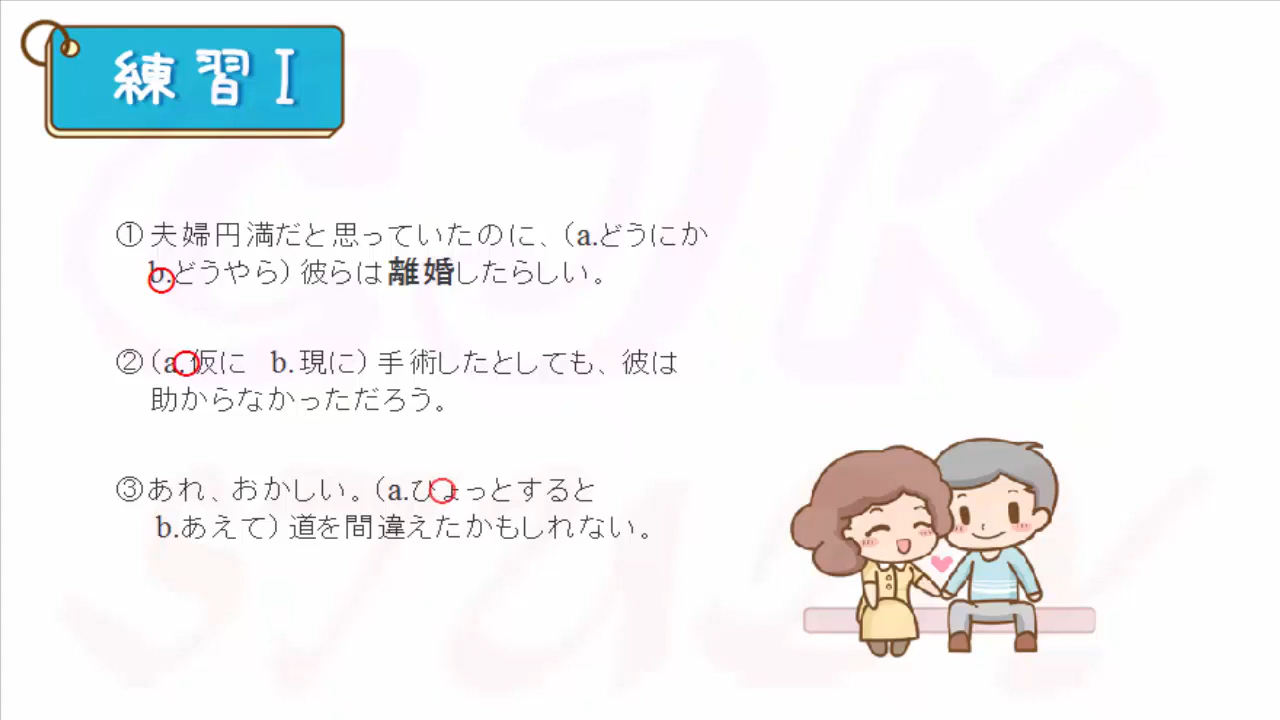 練習Ⅰ
①夫婦円満だと思っていたのに、（a.どうにか
b.どうやら）彼らは離婚したらしい。
②（a.仮に　b.現に）手術したとしても、彼は
助からなかっただろう。
③あれ、おかしい。（a.ひょっとすると
b.あえて）道を間違えたかもしれない。
CJK
study